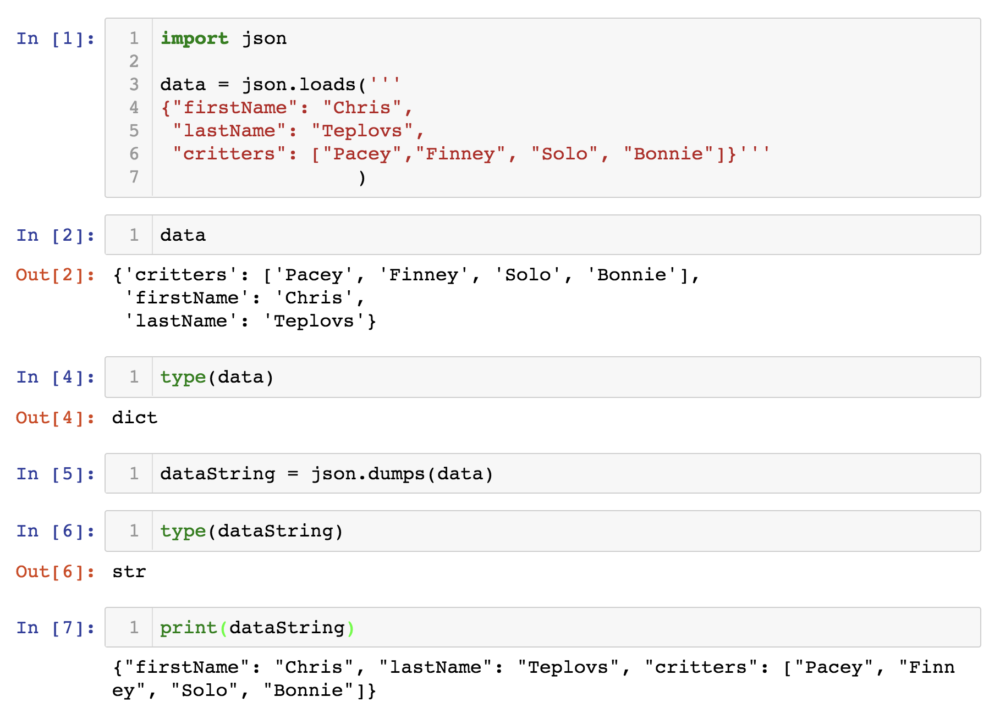 In [1]:
1 import json
2
3 data = json.loads('''
4 {"firstName": "Chris",
5  "lastName": "Teplovs",
6  "critters": ["Pacey","Finney", "Solo", "Bonnie"]}'''
7                  )
In [2]:
1 data
Out[2]: {'critters': ['Pacey', 'Finney', 'Solo', 'Bonnie'],
 'firstName': 'Chris',
 'lastName': 'Teplovs'}
In [4]:
1 type(data)
Out[4]: dict
In [5]:
1 dataString = json.dumps(data)
In [6]:
1 type(dataString)
Out[6]: str
In [7]:
1 print(dataString)
{"firstName": "Chris", "lastName": "Teplovs", "critters": ["Pacey", "Finn
ey", "Solo", "Bonnie"]}